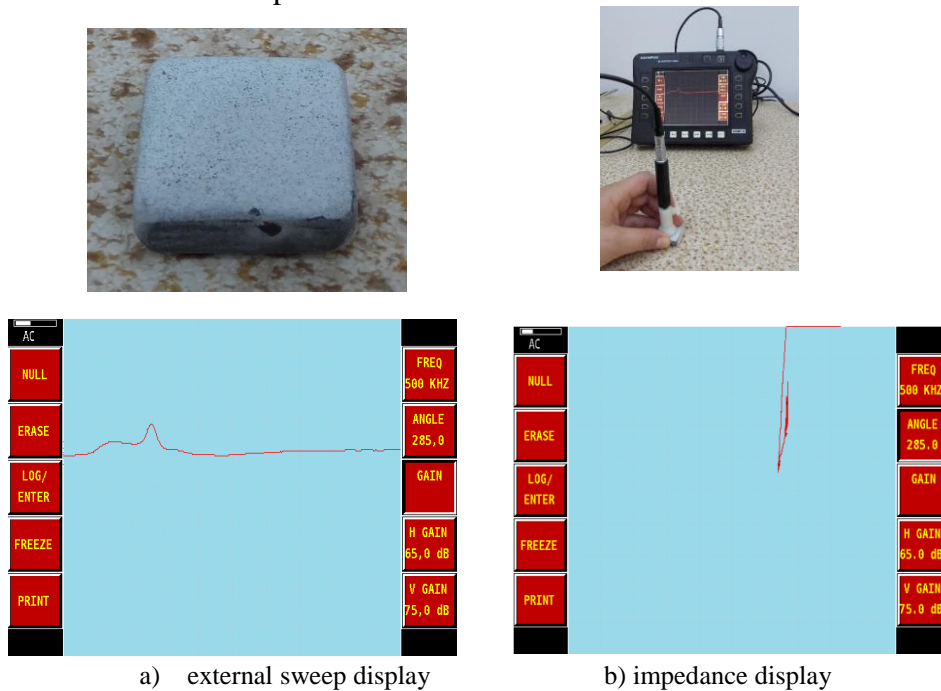 AC
NULL
ERASE
LOG/
ENTER
FREEZE
PRINT
FREQ
500 KHZ
ANGLE
285,0
GAIN
H GAIN
65,0 dB
V GAIN
75,0 dB
AC
NULL
ERASE
LOG/
ENTER
FREEZE
PRINT
FREQ
500 KHZ
ANGLE
285.0
GAIN
H GAIN
65.0 dB
V GAIN
75.0 dB
a) external sweep display
b) impedance display